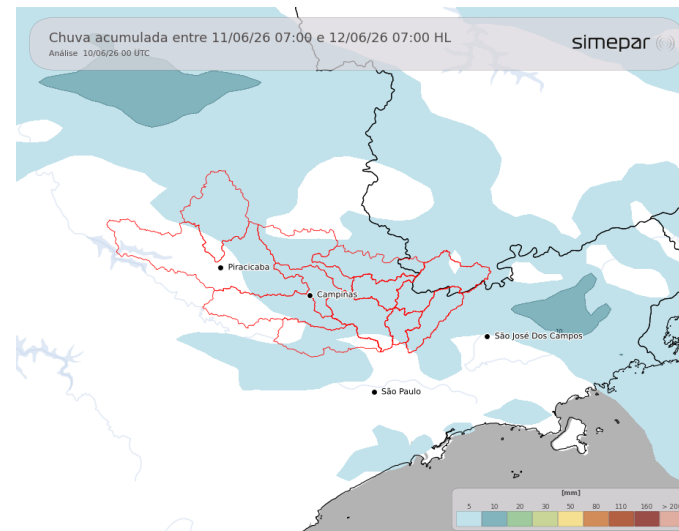 Chuva acumulada entre 11/06/26 07:00 e 12/06/26 07:00 HL
Análise 10/06/26 00 UTC
simepar
Piracicaba
Campinas
10
São José Dos Campos
São Paulo
[mm]
5 10 20 30 50 80 110 160 > 200